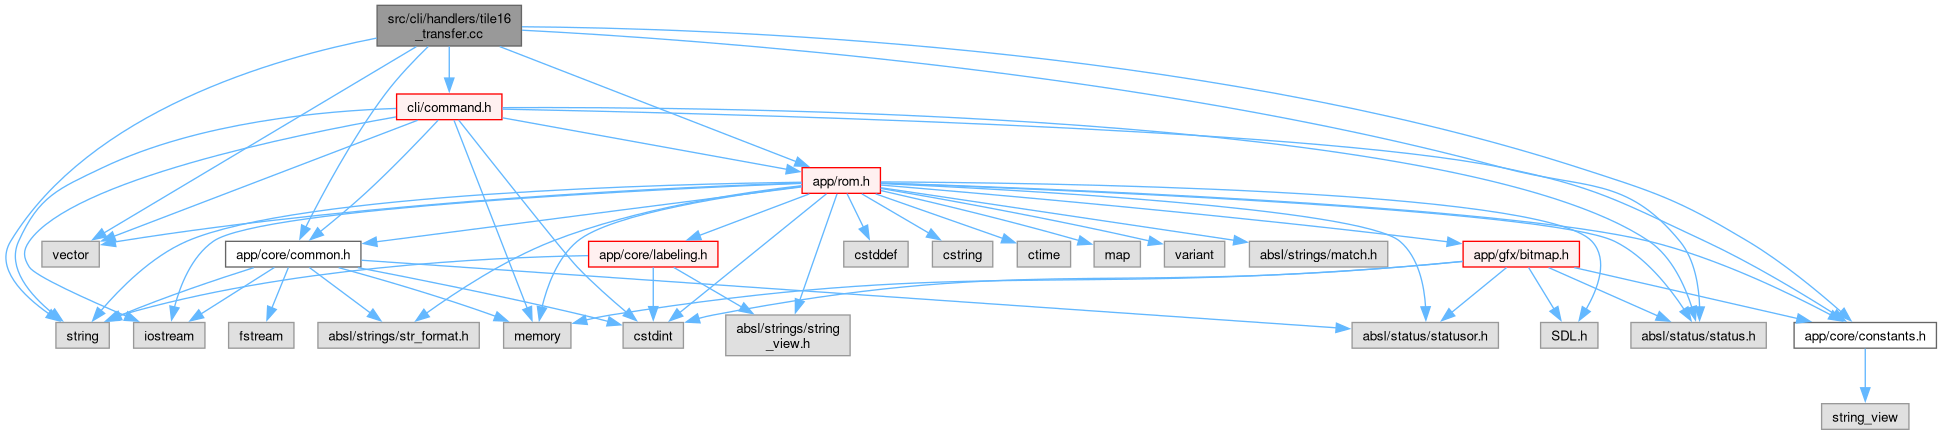 src/cli/handlers/tile16
_transfer.cc
cli/command.h
app/rom.h
vector
app/core/common.h
app/core/labeling.h
cstddef
cstring
ctime
map
variant
absl/strings/match.h
app/gfx/bitmap.h
string
iostream
fstream
absl/strings/str_format.h
memory
cstdint
absl/strings/string
_view.h
absl/status/statusor.h
SDL.h
absl/status/status.h
app/core/constants.h
string_view